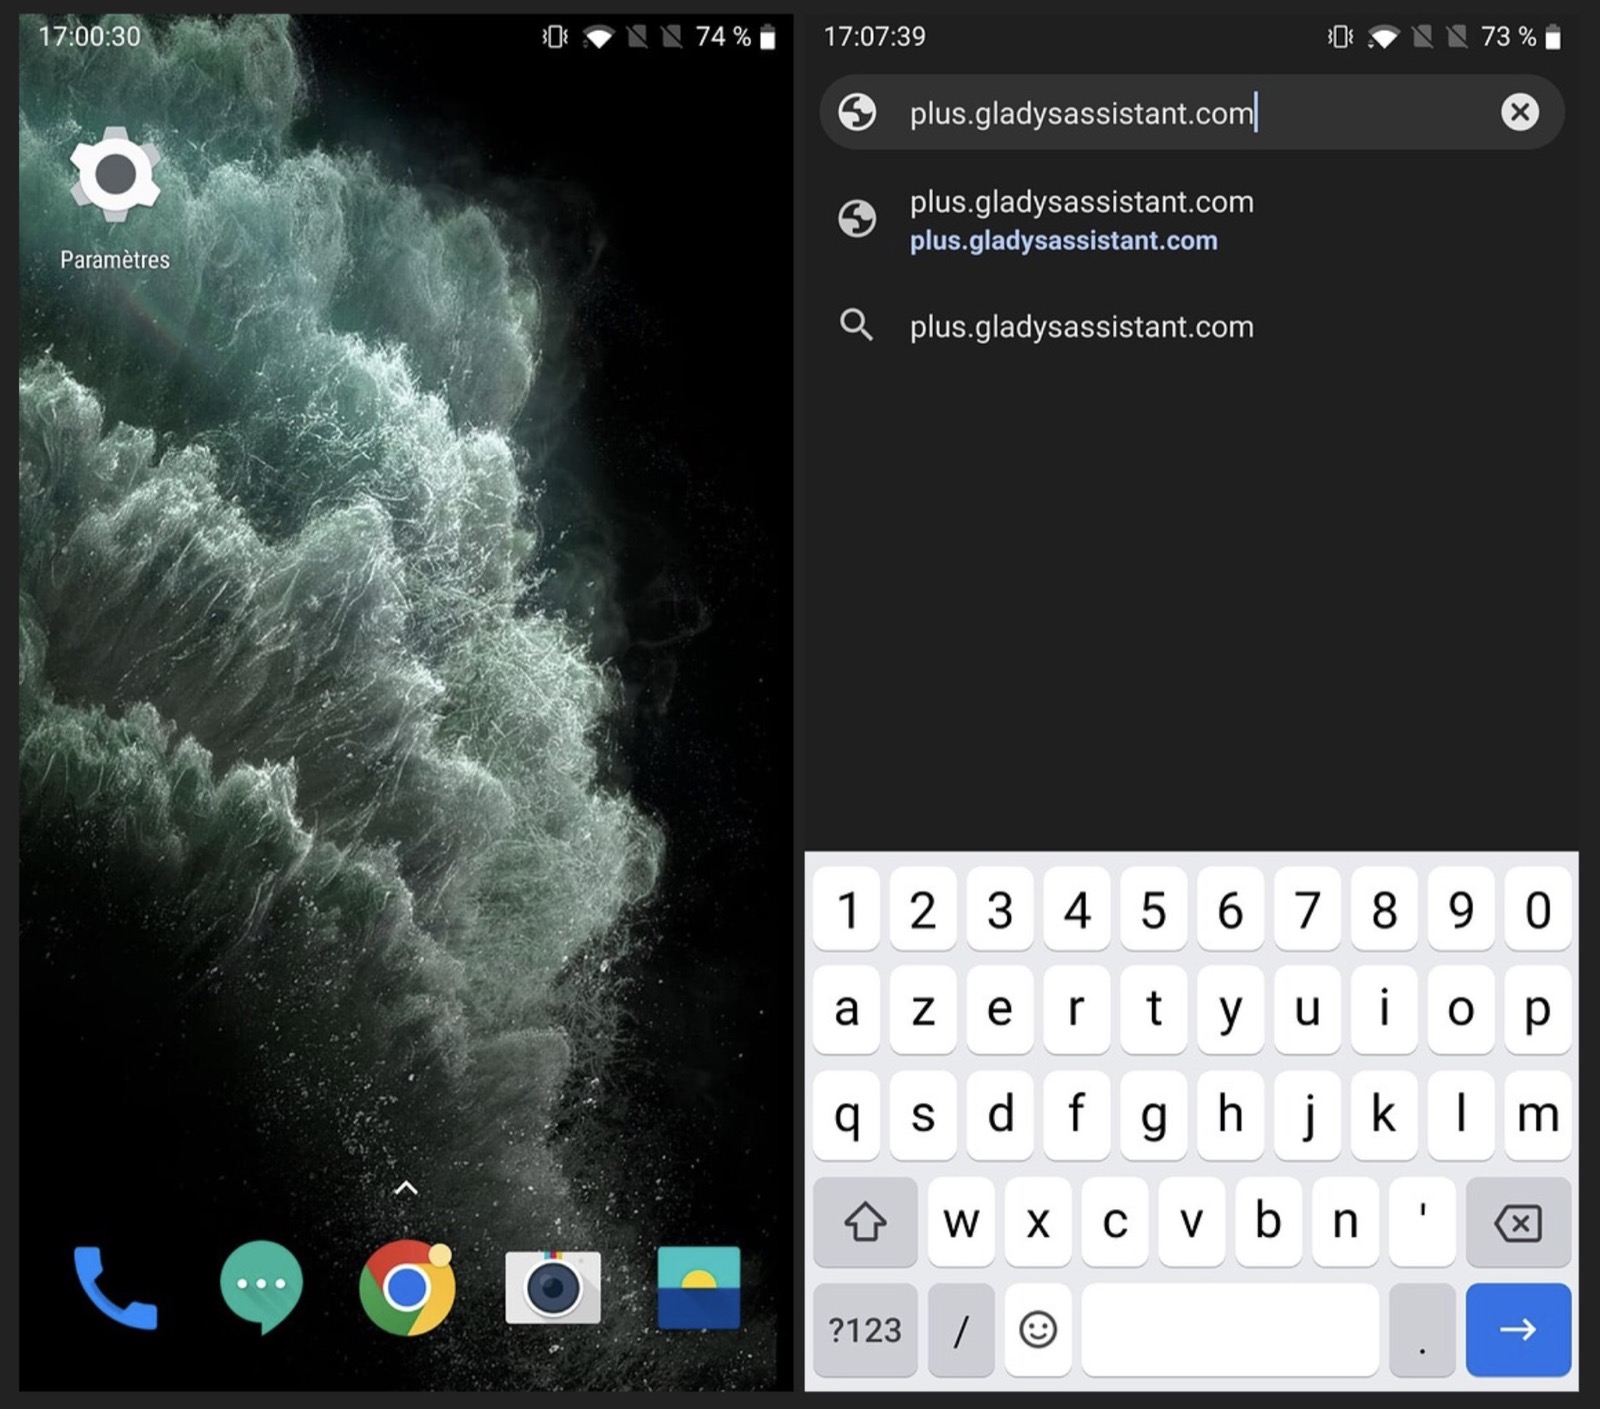 17:00:30
74 %
Paramètres
17:07:39
73 %
plus.gladysassistant.com
plus.gladysassistant.com
plus.gladysassistant.com
plus.gladysassistant.com
1 2 3 4 5 6 7 8 9 0
a z e r t y u i o p
q s d f g h j k l m
w x c v b n '
?123 / .